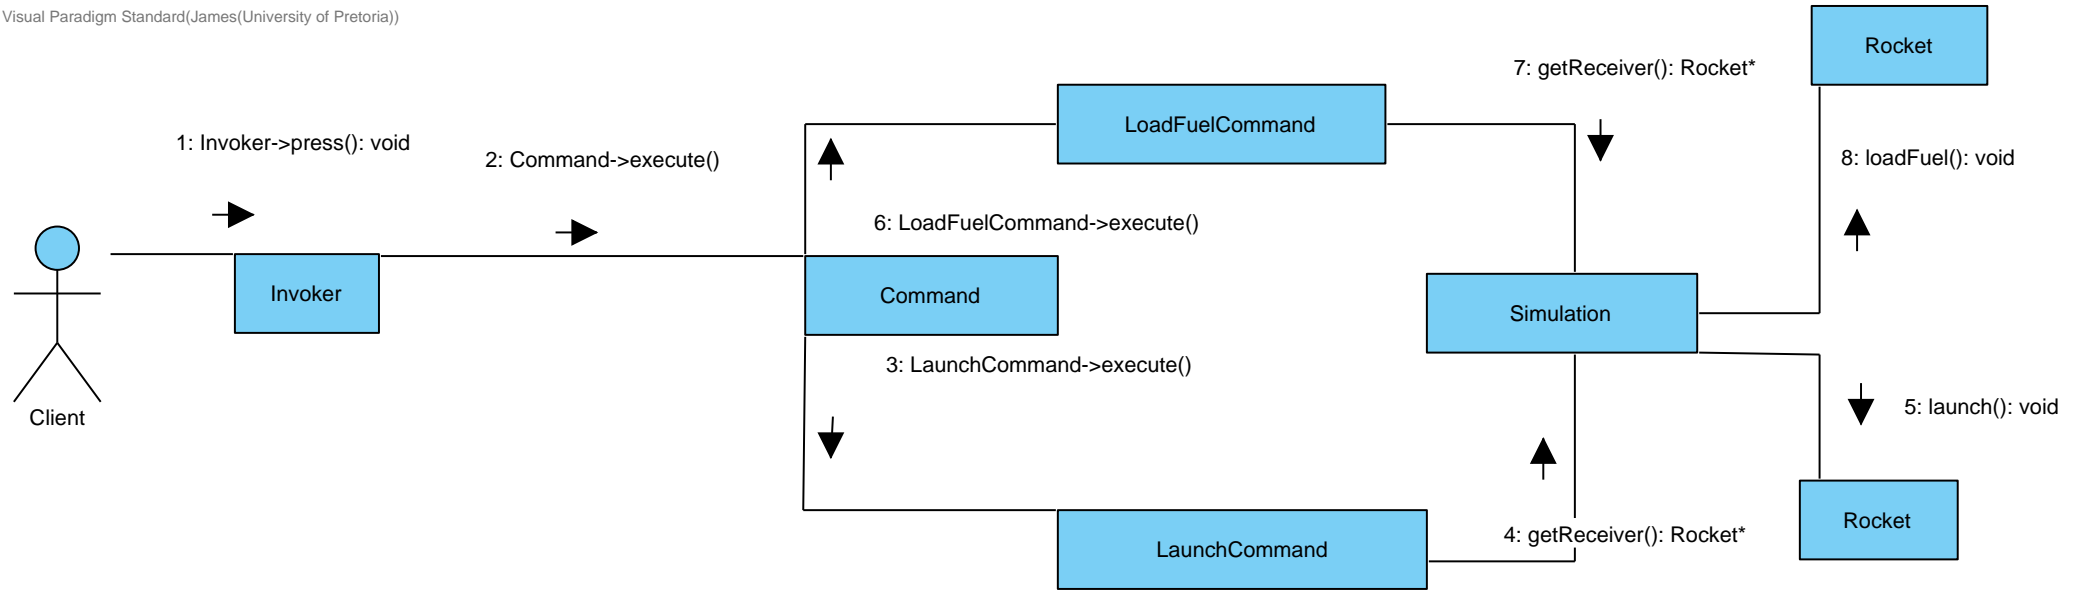 Visual Paradigm Standard(James(University of Pretoria))
Rocket
7: getReceiver(): Rocket*
LoadFuelCommand
1: Invoker->press(): void
2: Command->execute()
8: loadFuel(): void
6: LoadFuelCommand->execute()
Invoker
Command
Simulation
3: LaunchCommand->execute()
Client
5: launch(): void
Rocket
4: getReceiver(): Rocket*
LaunchCommand